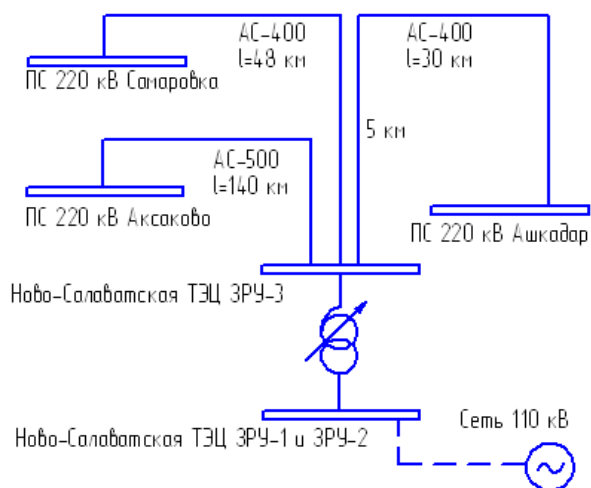 АС-400
l=48 км
АС-400
l=30 км
ПС 220 кВ Самаровка
5 км
АС-500
l=140 км
ПС 220 кВ Аксаково
ПС 220 кВ Ашкадар
Ново-Салаватская ТЭЦ ЗРУ-3
Сеть 110 кВ
Ново-Салаватская ТЭЦ ЗРУ-1 и ЗРУ-2